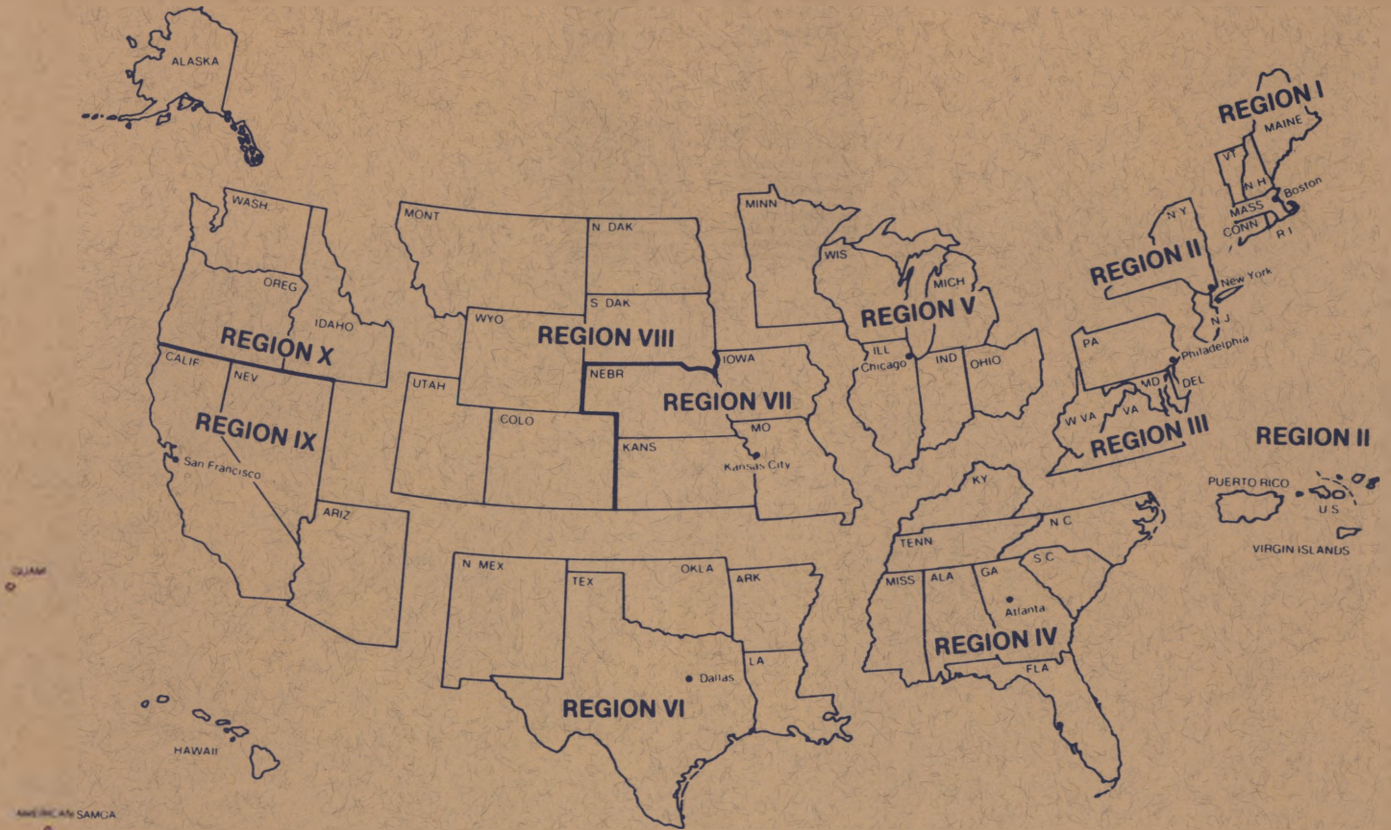 ALASKA
REGION I
MAINE
VT
N H
Boston
MASS
CONN
R I
N Y
REGION II
New York
N J
WASH
OREG
IDAHO
REGION X
MONT
N DAK
S DAK
WYO
REGION VIII
UTAH
COLO
MINN
WIS
MICH
REGION V
ILL
Chicago
IND
OHIO
PA
Philadelphia
MD
DEL
W VA
VA
REGION III
CALIF
NEV
REGION IX
San Francisco
ARIZ
NEBR
IOWA
REGION VII
KANS
MO
Kansas City
REGION II
PUERTO RICO
U S
VIRGIN ISLANDS
KY
TENN
N C
S C
MISS
ALA
GA
Atlanta
REGION IV
FLA
N MEX
TEX
OKLA
ARK
LA
Dallas
REGION VI
GUAM
HAWAII
AMERICAN SAMOA